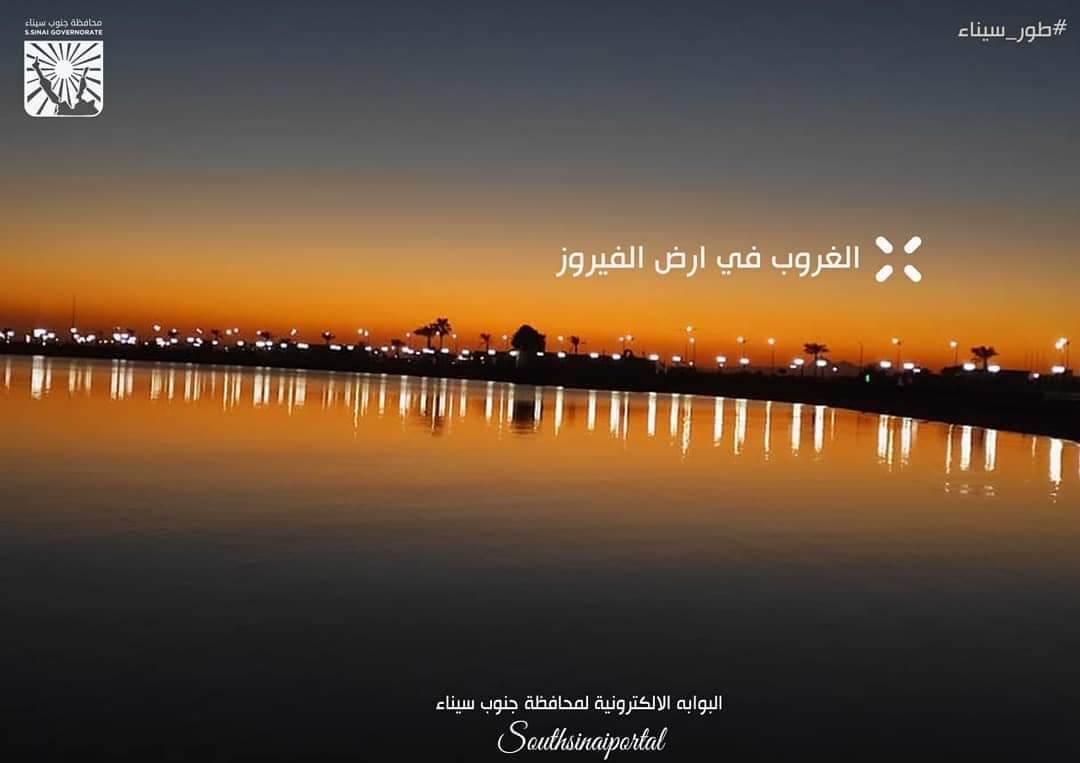 محافظة جنوب سيناء
S.SINAI GOVERNORATE
#طور_سيناء
الغروب في ارض الفيروز
البوابه الالكترونية لمحافظة جنوب سيناء
Southsinaiportal